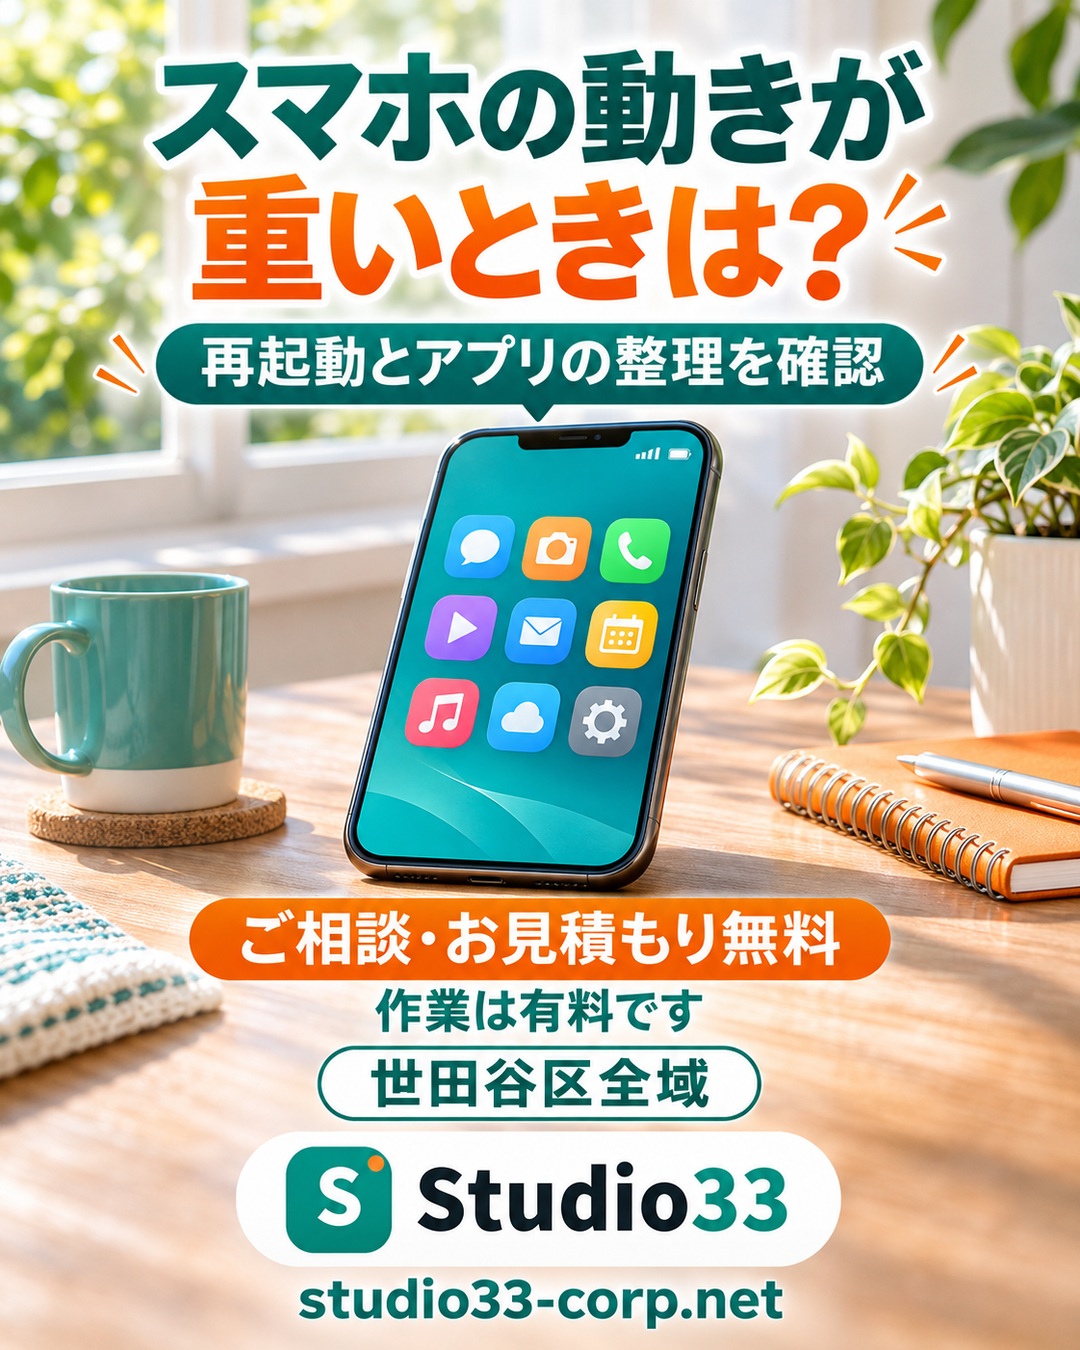 スマホの動きが
重いときは?
再起動とアプリの整理を確認
ご相談・お見積もり無料
作業は有料です
世田谷区全域
S Studio33
studio33-corp.net